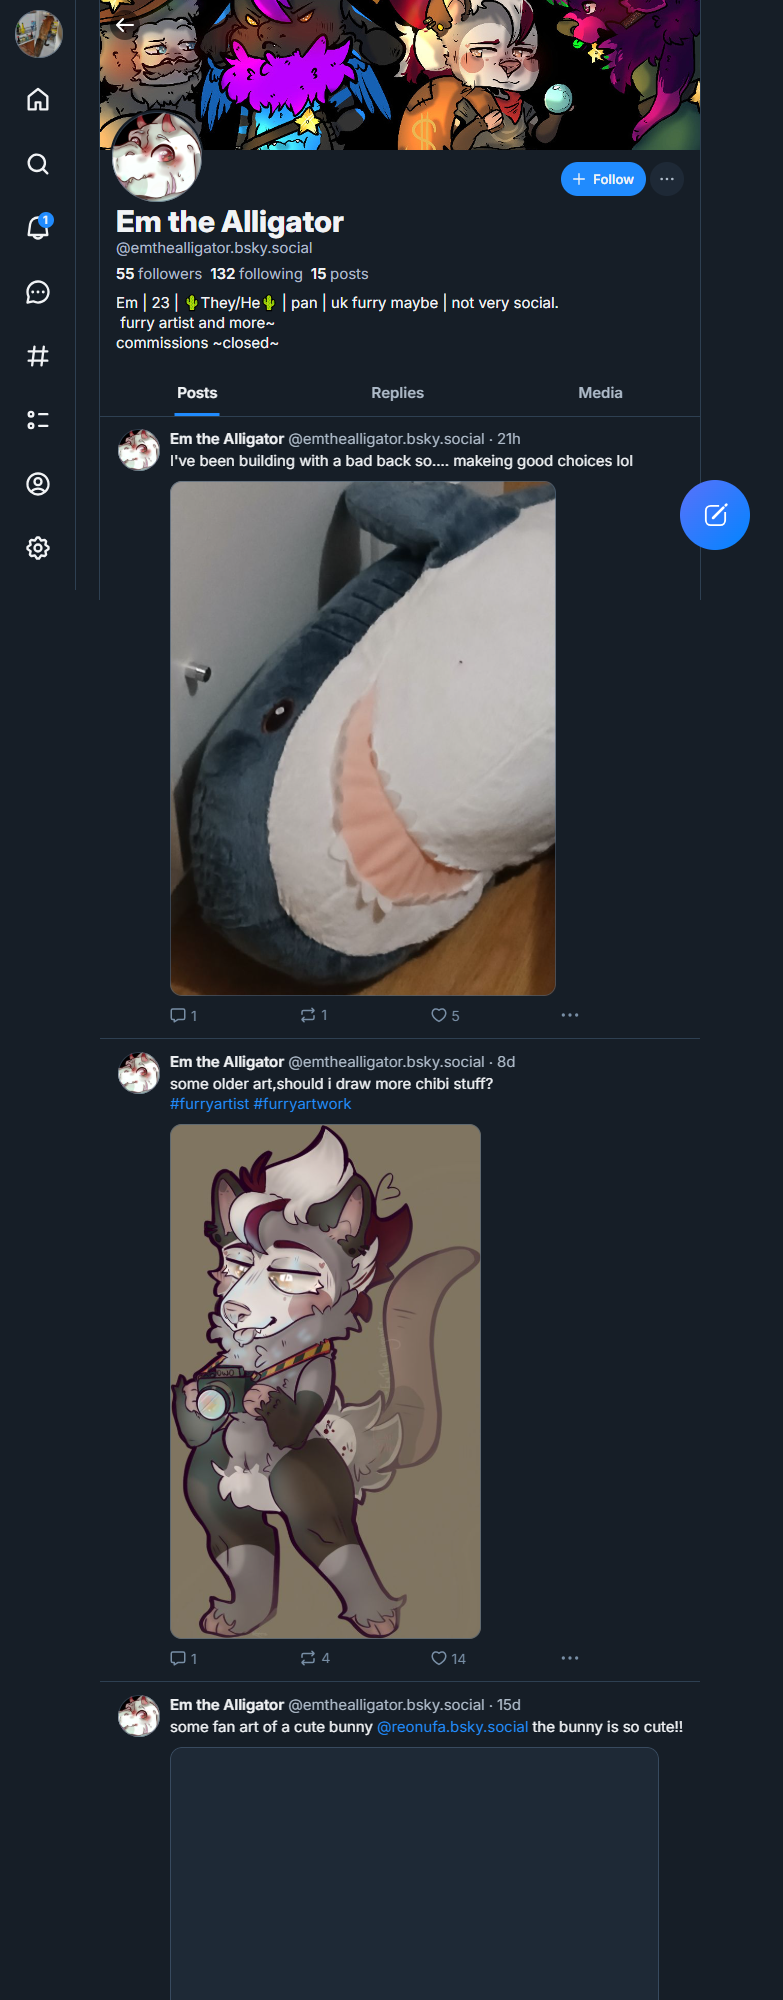 1
Follow
Em the Alligator
@emthealligator.bsky.social
55 followers 132 following 15 posts
Em | 23 | 🌵They/He🌵 | pan | uk furry maybe | not very social.
furry artist and more~
commissions ~closed~
Posts Replies Media
Em the Alligator @emthealligator.bsky.social · 21h
I've been building with a bad back so.... makeing good choices lol
1 1 5
Em the Alligator @emthealligator.bsky.social · 8d
some older art,should i draw more chibi stuff?
#furryartist #furryartwork
1 4 14
Em the Alligator @emthealligator.bsky.social · 15d
some fan art of a cute bunny @reonufa.bsky.social the bunny is so cute!!